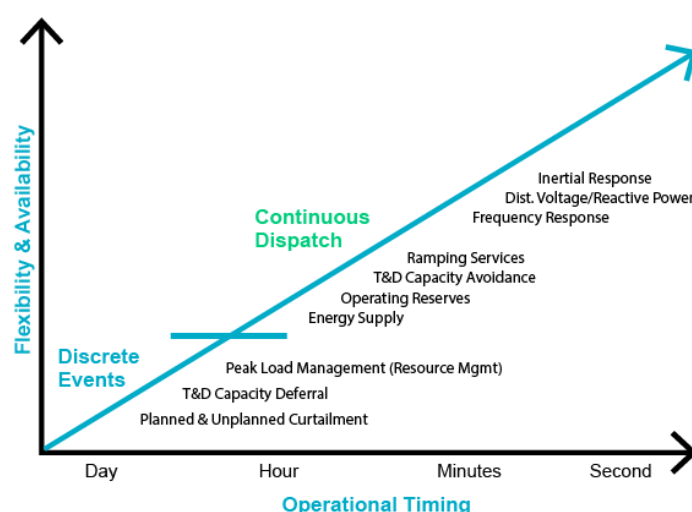 Flexibility & Availability
Inertial Response
Dist. Voltage/Reactive Power
Frequency Response
Continuous
Dispatch
Ramping Services
T&D Capacity Avoidance
Operating Reserves
Energy Supply
Discrete
Events
Peak Load Management (Resource Mgmt)
T&D Capacity Deferral
Planned & Unplanned Curtailment
Day
Hour
Minutes
Second
Operational Timing